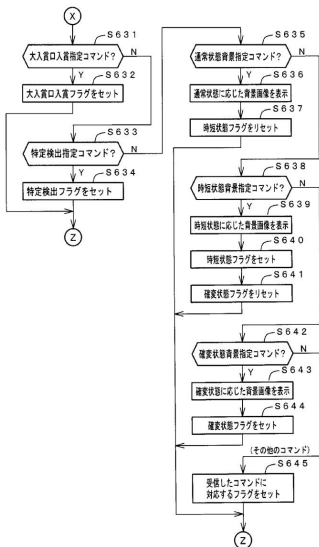 X
S631
大入賞口入賞指定コマンド?
N
Y
S632
大入賞口入賞フラグをセット
S633
特定検出指定コマンド?
N
Y
S634
特定検出フラグをセット
Z
S635
通常状態背景指定コマンド?
N
Y
S636
通常状態に応じた背景画像を表示
S637
時短状態フラグをリセット
S638
時短状態背景指定コマンド?
N
Y
S639
時短状態に応じた背景画像を表示
S640
時短状態フラグをセット
S641
確変状態フラグをリセット
S642
確変状態背景指定コマンド?
N
Y
S643
確変状態に応じた背景画像を表示
S644
確変状態フラグをセット
(その他のコマンド)
S645
受信したコマンドに
対応するフラグをセット
Z